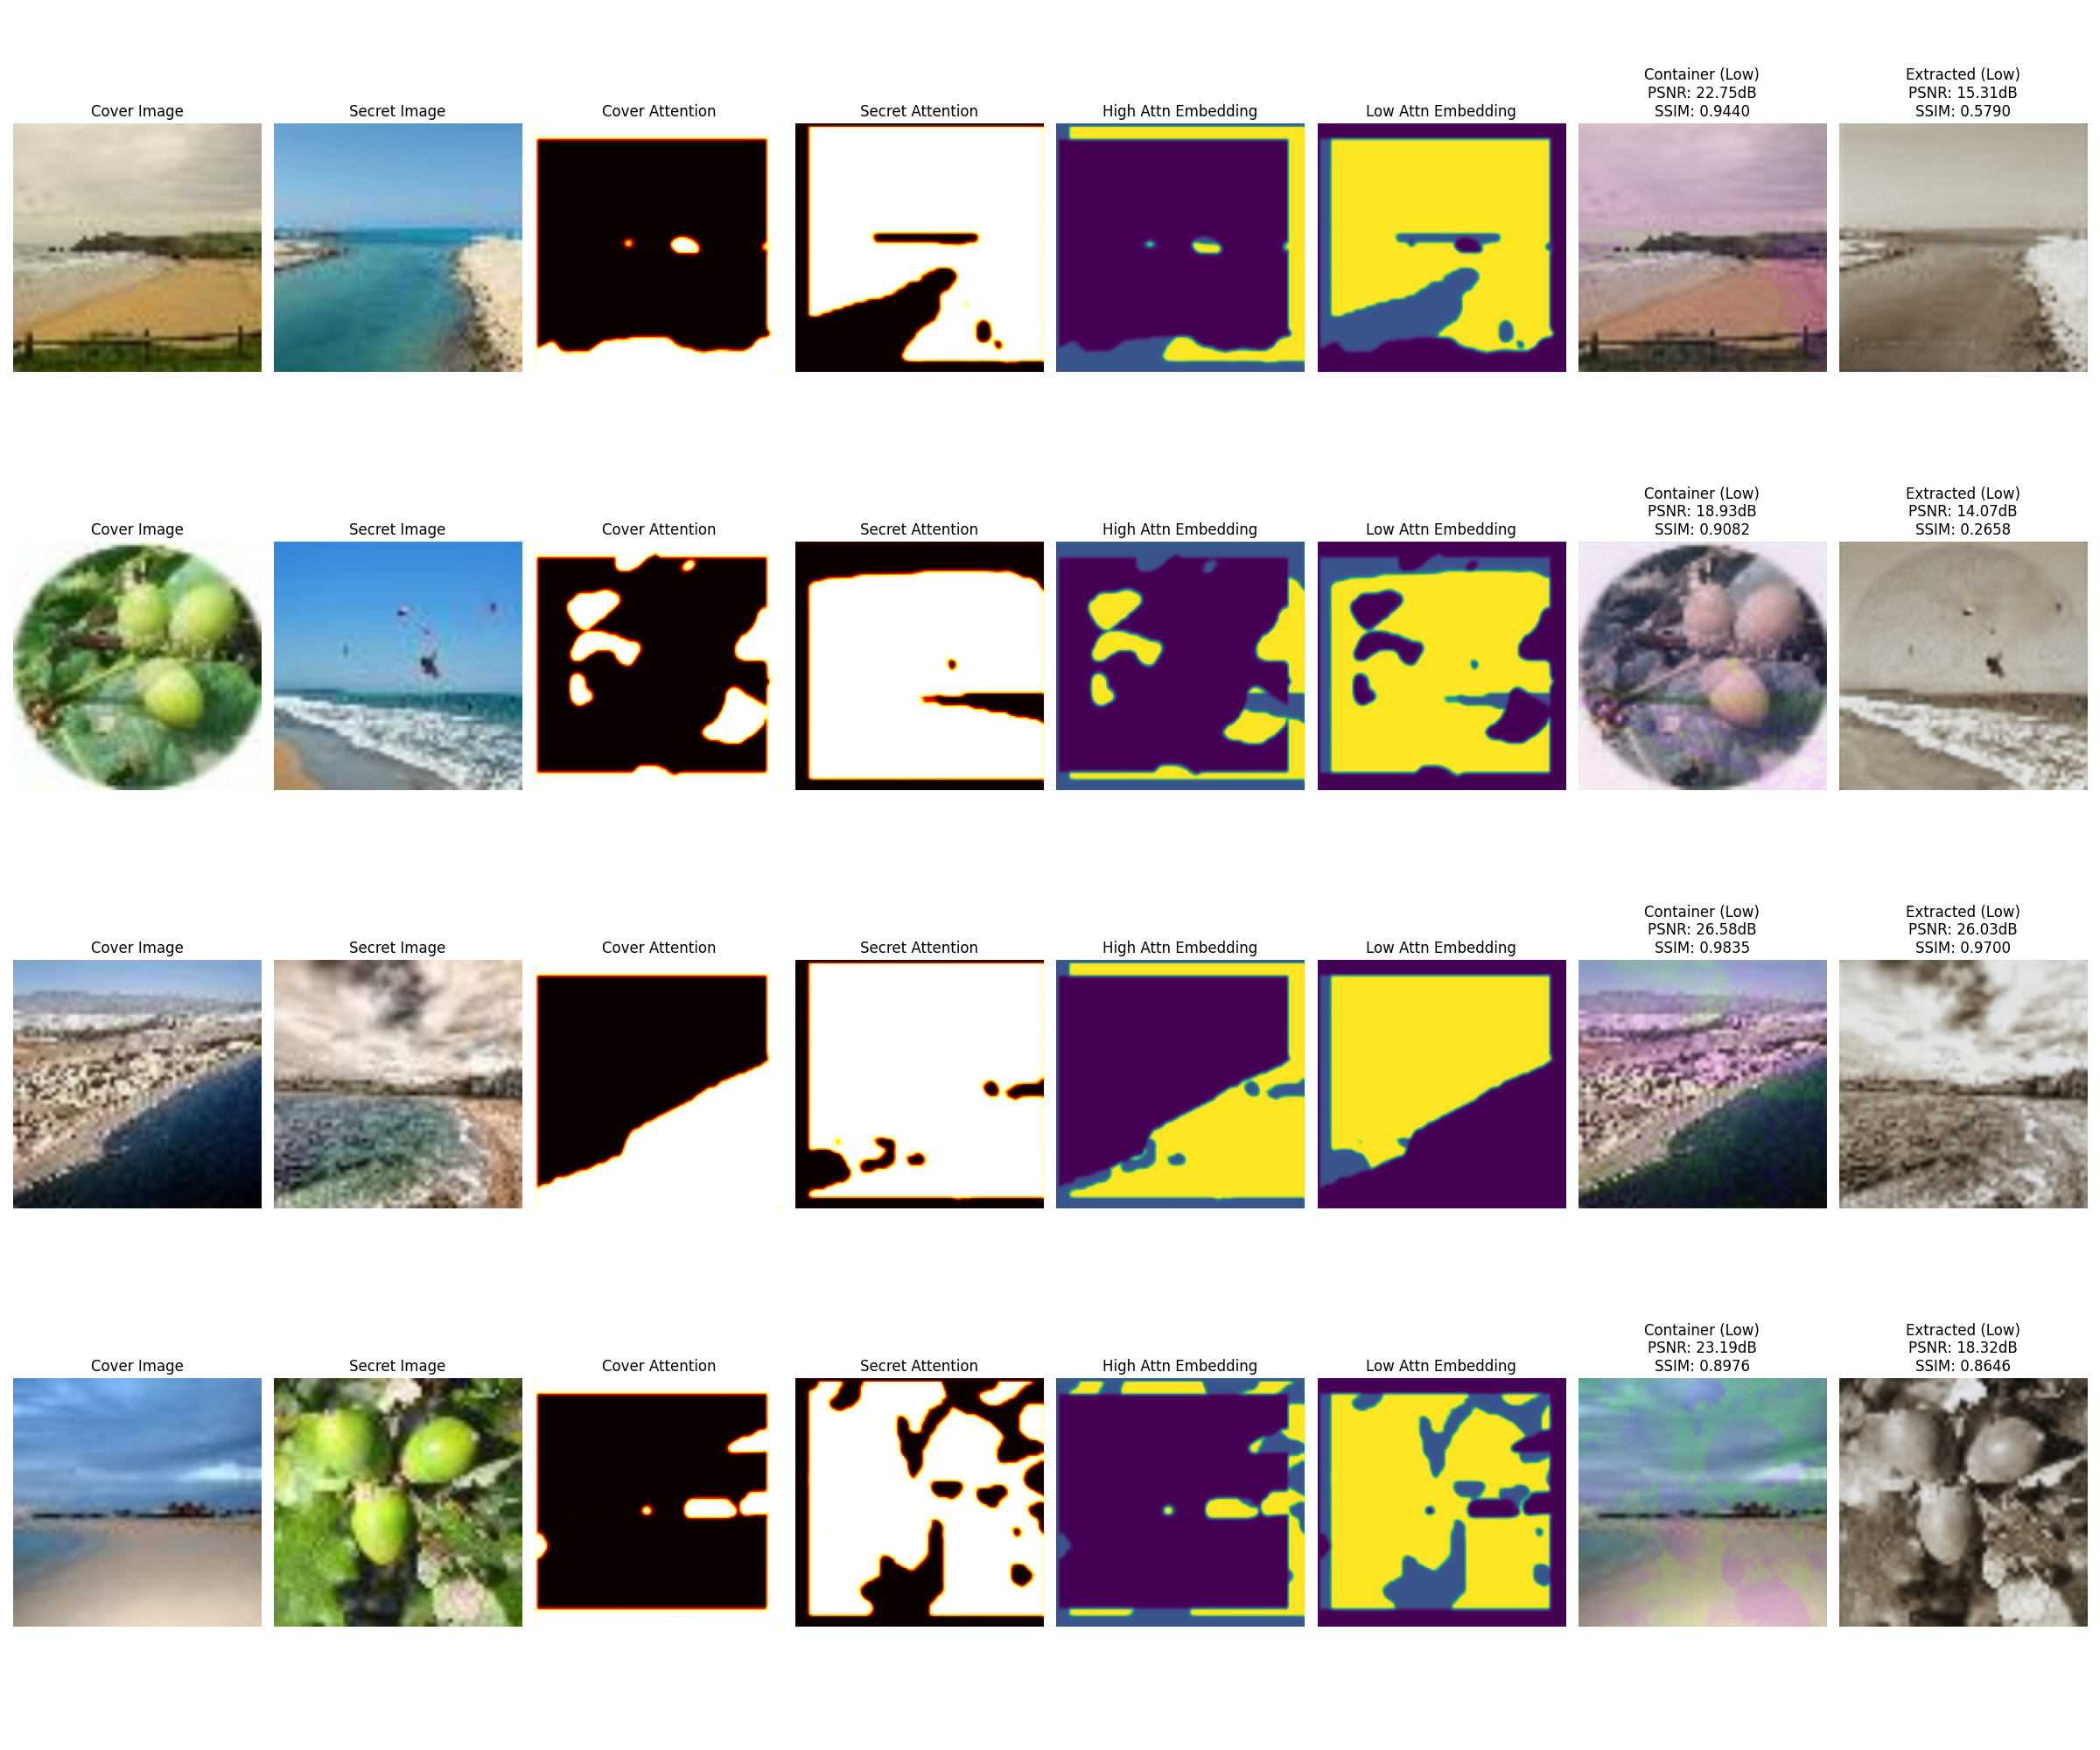 Cover Image
Secret Image
Cover Attention
Secret Attention
High Attn Embedding
Low Attn Embedding
Container (Low)
PSNR: 22.75dB
SSIM: 0.9440
Extracted (Low)
PSNR: 15.31dB
SSIM: 0.5790
Cover Image
Secret Image
Cover Attention
Secret Attention
High Attn Embedding
Low Attn Embedding
Container (Low)
PSNR: 18.93dB
SSIM: 0.9082
Extracted (Low)
PSNR: 14.07dB
SSIM: 0.2658
Cover Image
Secret Image
Cover Attention
Secret Attention
High Attn Embedding
Low Attn Embedding
Container (Low)
PSNR: 26.58dB
SSIM: 0.9835
Extracted (Low)
PSNR: 26.03dB
SSIM: 0.9700
Cover Image
Secret Image
Cover Attention
Secret Attention
High Attn Embedding
Low Attn Embedding
Container (Low)
PSNR: 23.19dB
SSIM: 0.8976
Extracted (Low)
PSNR: 18.32dB
SSIM: 0.8646